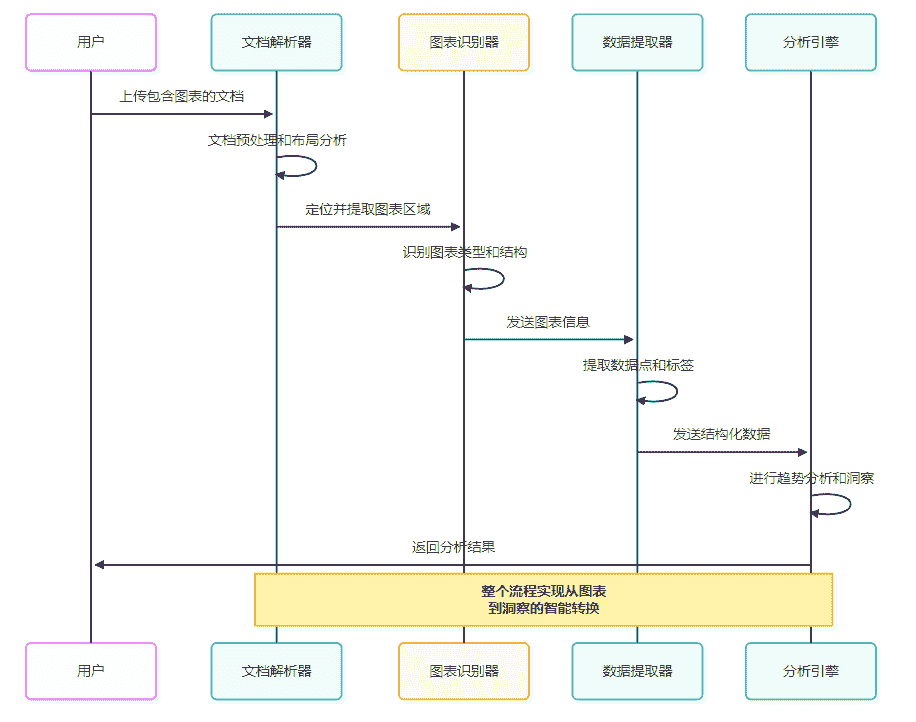 用户
文档解析器
图表识别器
数据提取器
分析引擎
上传包含图表的文档
文档预处理和布局分析
定位并提取图表区域
识别图表类型和结构
发送图表信息
提取数据点和标签
发送结构化数据
进行趋势分析和洞察
返回分析结果
整个流程实现从图表
到洞察的智能转换
用户
文档解析器
图表识别器
数据提取器
分析引擎